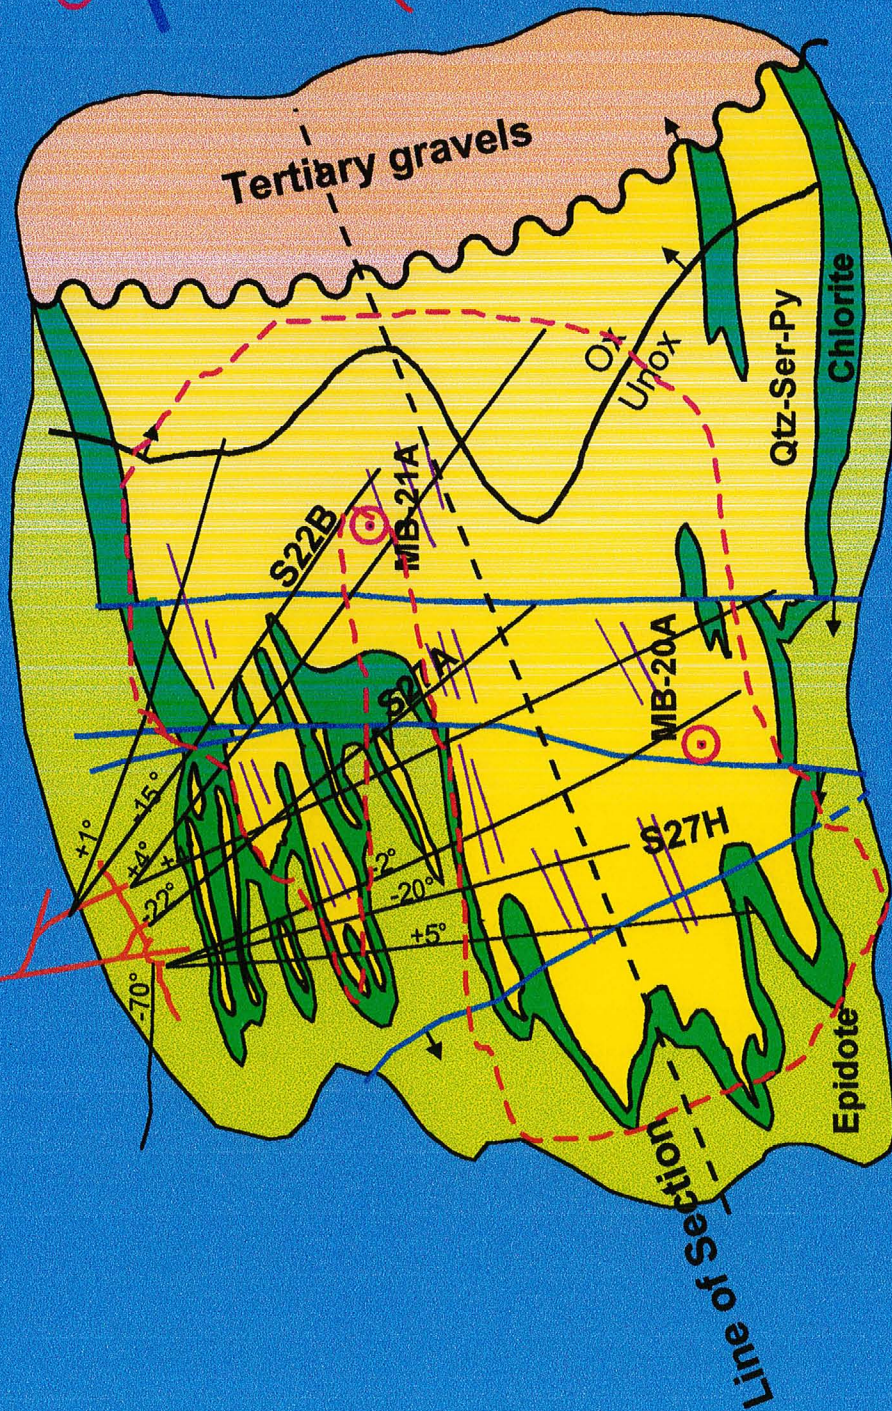 Tertiary gravels
Ox
Unox
Qtz-Ser-Py
Chlorite
S22B
MB-21A
S27A
MB-20A
S27H
+1°
-15°
+4°
-22°
-2°
-20°
+5°
-70°
Epidote
Line of Section